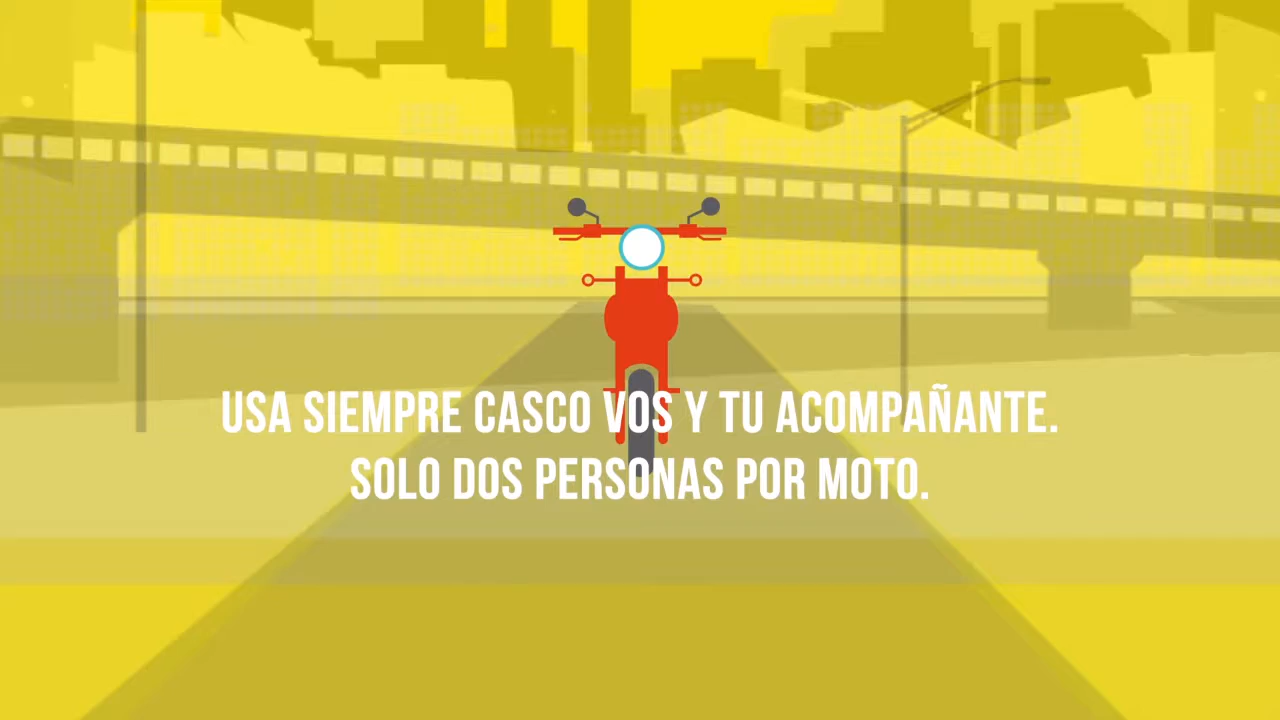 USA SIEMPRE CASCO VOS Y TU ACOMPAÑANTE.
SOLO DOS PERSONAS POR MOTO.